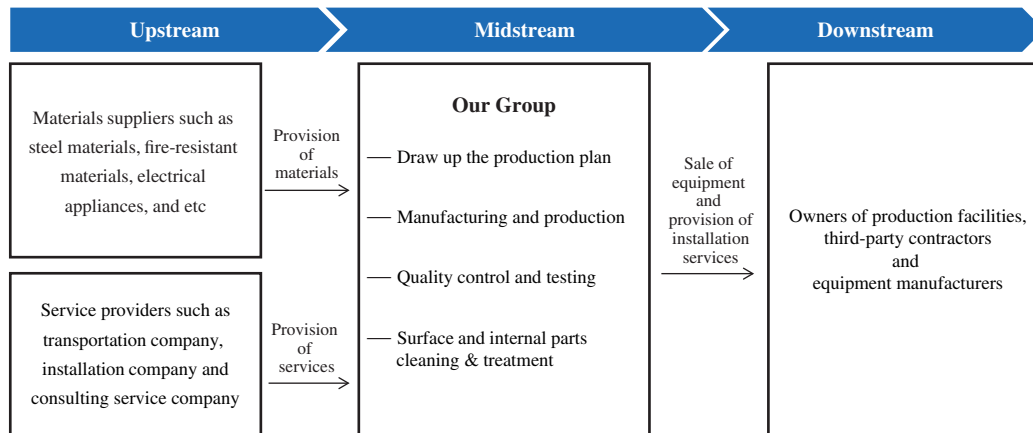 Upstream
Midstream
Downstream
Materials suppliers such as
steel materials, fire-resistant
materials, electrical
appliances, and etc
Provision
of
materials
Service providers such as
transportation company,
installation company and
consulting service company
Provision
of
services
Our Group
Draw up the production plan
Manufacturing and production
Quality control and testing
Surface and internal parts
cleaning & treatment
Sale of
equipment
and
provision of
installation
services
Owners of production facilities,
third-party contractors
and
equipment manufacturers